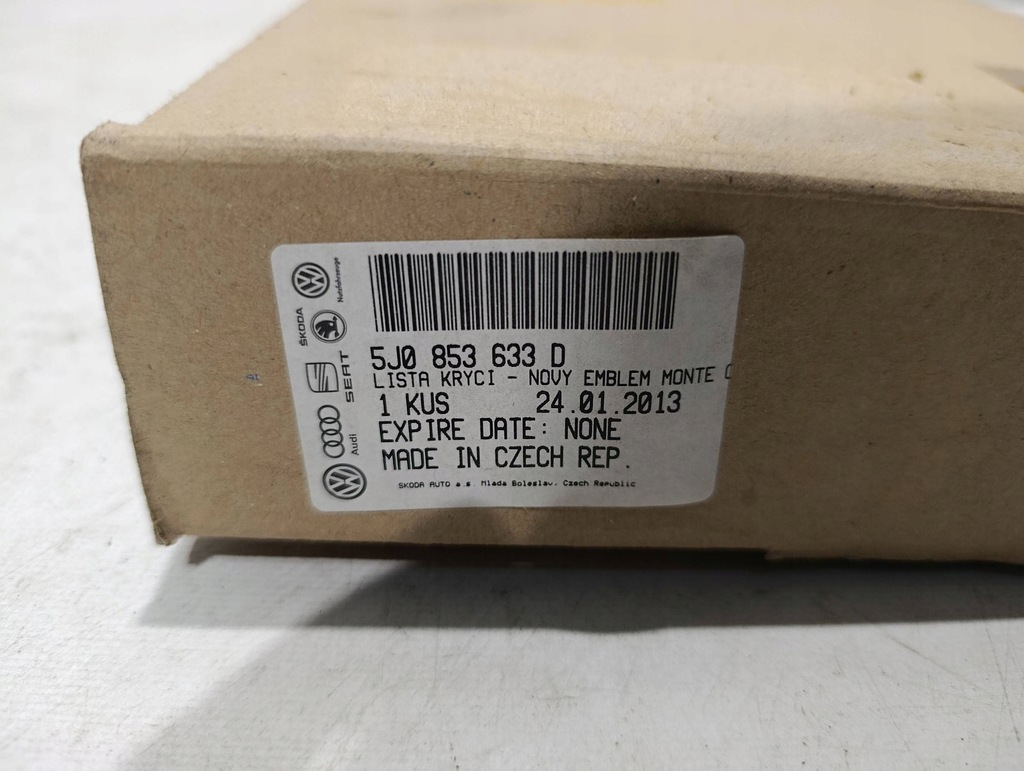 5J0 853 633 D
LISTA KRYCI - NOVY EMBLEM MONTE
1 KUS 24.01.2013
EXPIRE DATE: NONE
MADE IN CZECH REP.
SKODA AUTO a.s. Mlada Boleslav, Czech Republic
Nutzfahrzeuge
ŠKODA
SEAT
Audi